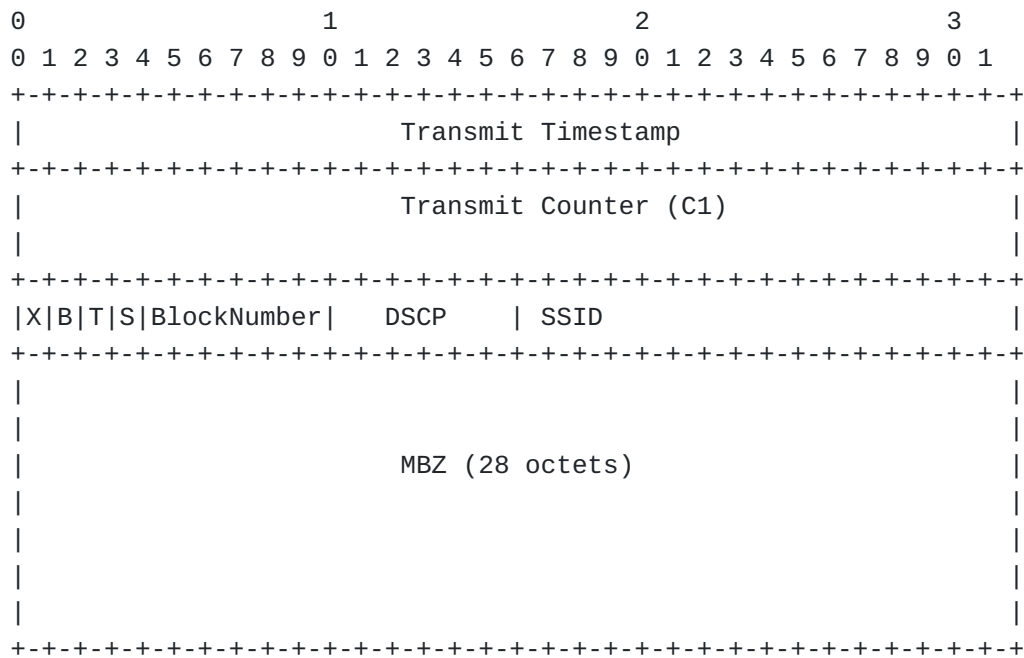 0                   1                   2                   3
0 1 2 3 4 5 6 7 8 9 0 1 2 3 4 5 6 7 8 9 0 1 2 3 4 5 6 7 8 9 0 1
+-+-+-+-+-+-+-+-+-+-+-+-+-+-+-+-+-+-+-+-+-+-+-+-+-+-+-+-+-+-+-+-+
|                        Transmit Timestamp                     |
+-+-+-+-+-+-+-+-+-+-+-+-+-+-+-+-+-+-+-+-+-+-+-+-+-+-+-+-+-+-+-+-+
|                        Transmit Counter (C1)                  |
|                                                               |
+-+-+-+-+-+-+-+-+-+-+-+-+-+-+-+-+-+-+-+-+-+-+-+-+-+-+-+-+-+-+-+-+
|X|B|T|S|BlockNumber|   DSCP    | SSID                          |
+-+-+-+-+-+-+-+-+-+-+-+-+-+-+-+-+-+-+-+-+-+-+-+-+-+-+-+-+-+-+-+-+
|                                                               |
|                                                               |
|                        MBZ (28 octets)                        |
|                                                               |
|                                                               |
|                                                               |
|                                                               |
+-+-+-+-+-+-+-+-+-+-+-+-+-+-+-+-+-+-+-+-+-+-+-+-+-+-+-+-+-+-+-+-+